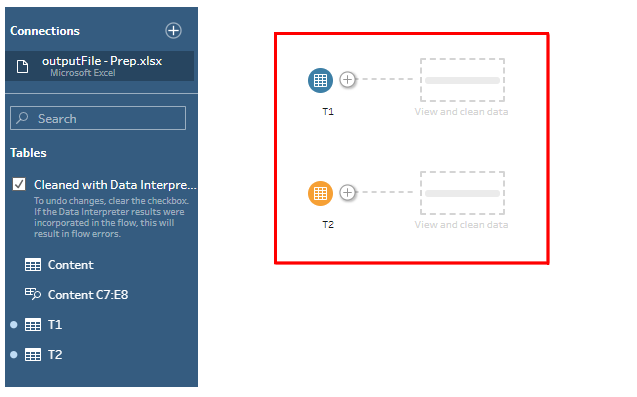 Connections
outputFile - Prep.xlsx
Microsoft Excel
Search
Tables
Cleaned with Data Interpre...
To undo changes, clear the checkbox.
If the Data Interpreter results were
incorporated in the flow, this will
result in flow errors.
Content
Content C7:E8
T1
T2
T1
View and clean data
T2
View and clean data